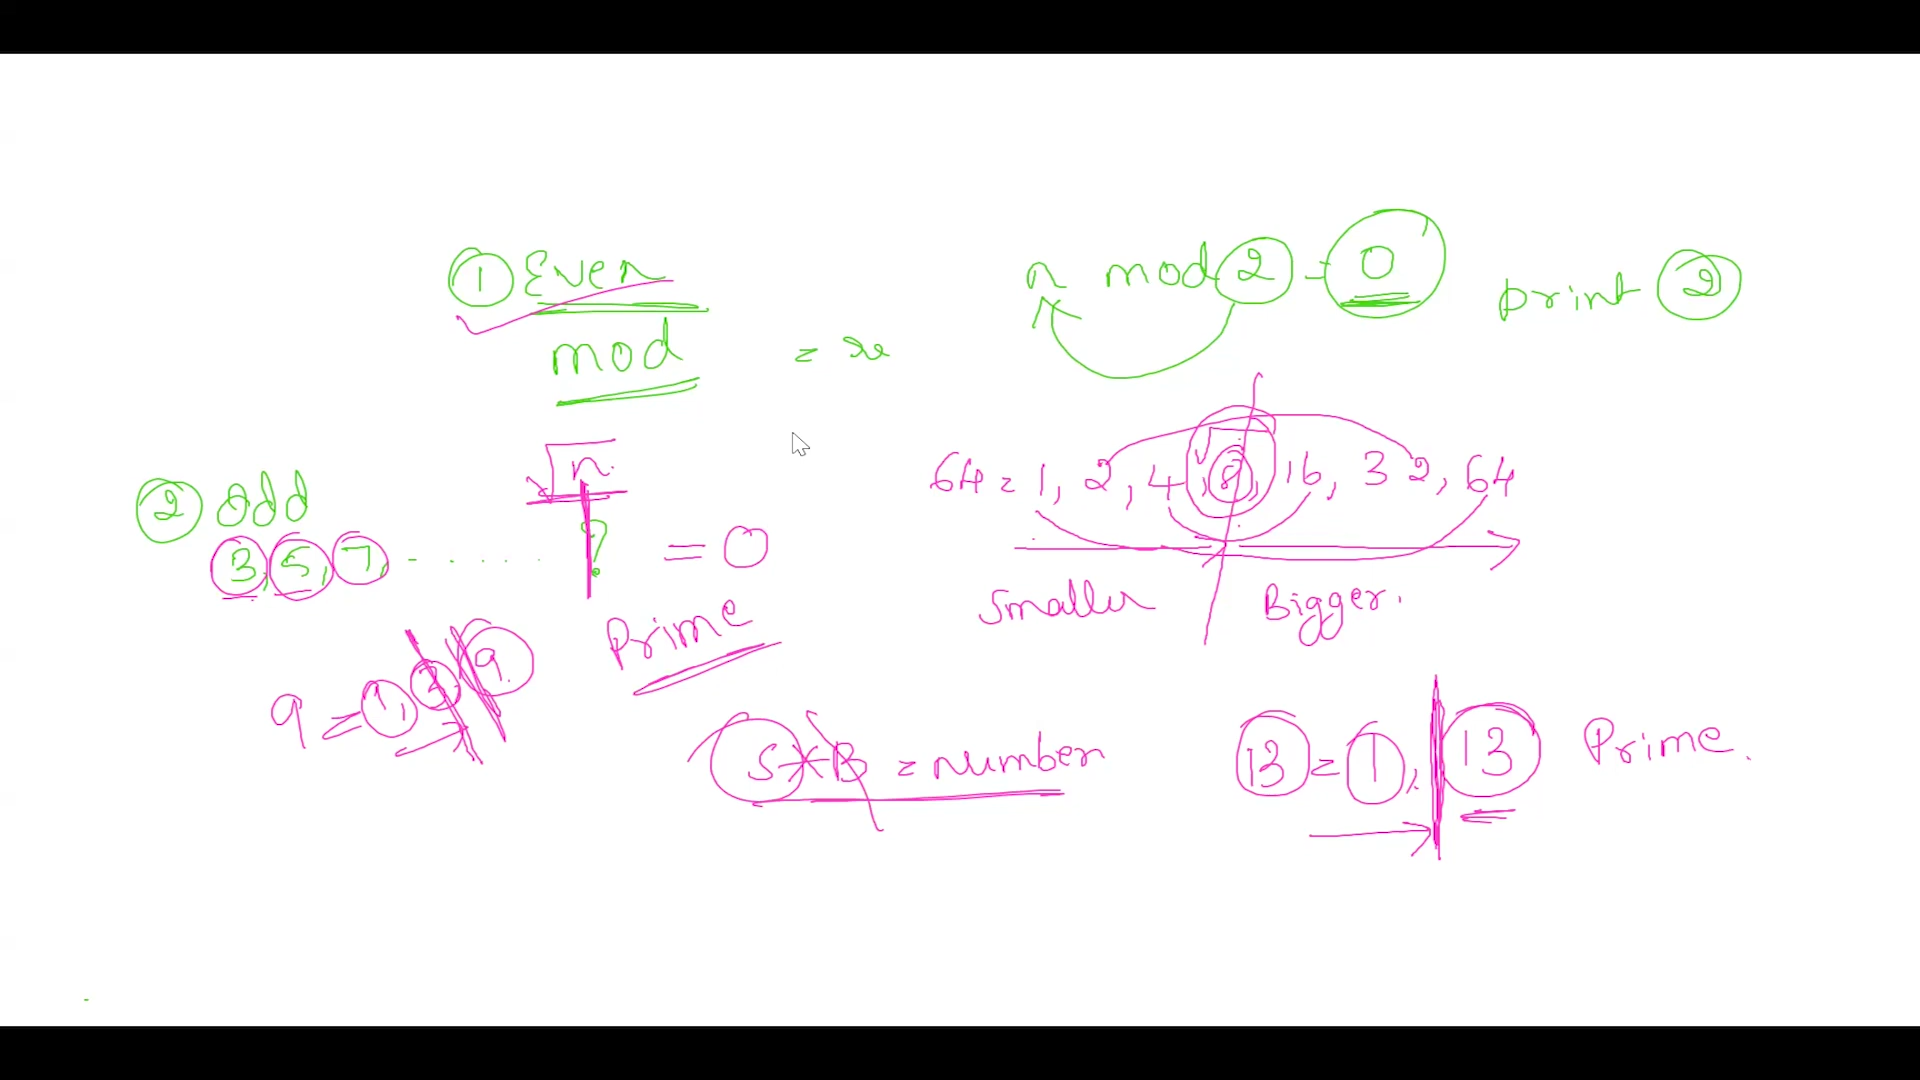 ① Even
n mod 2 = 0 print ②
mod = r
√n
64 = 1, 2, 4, 8, 16, 32, 64
② odd
3, 5, 7, . . . . . . ? = 0
Smaller Bigger.
Prime
9 = 1, 3, 9
S*B = number
13 = 1, 13 Prime.